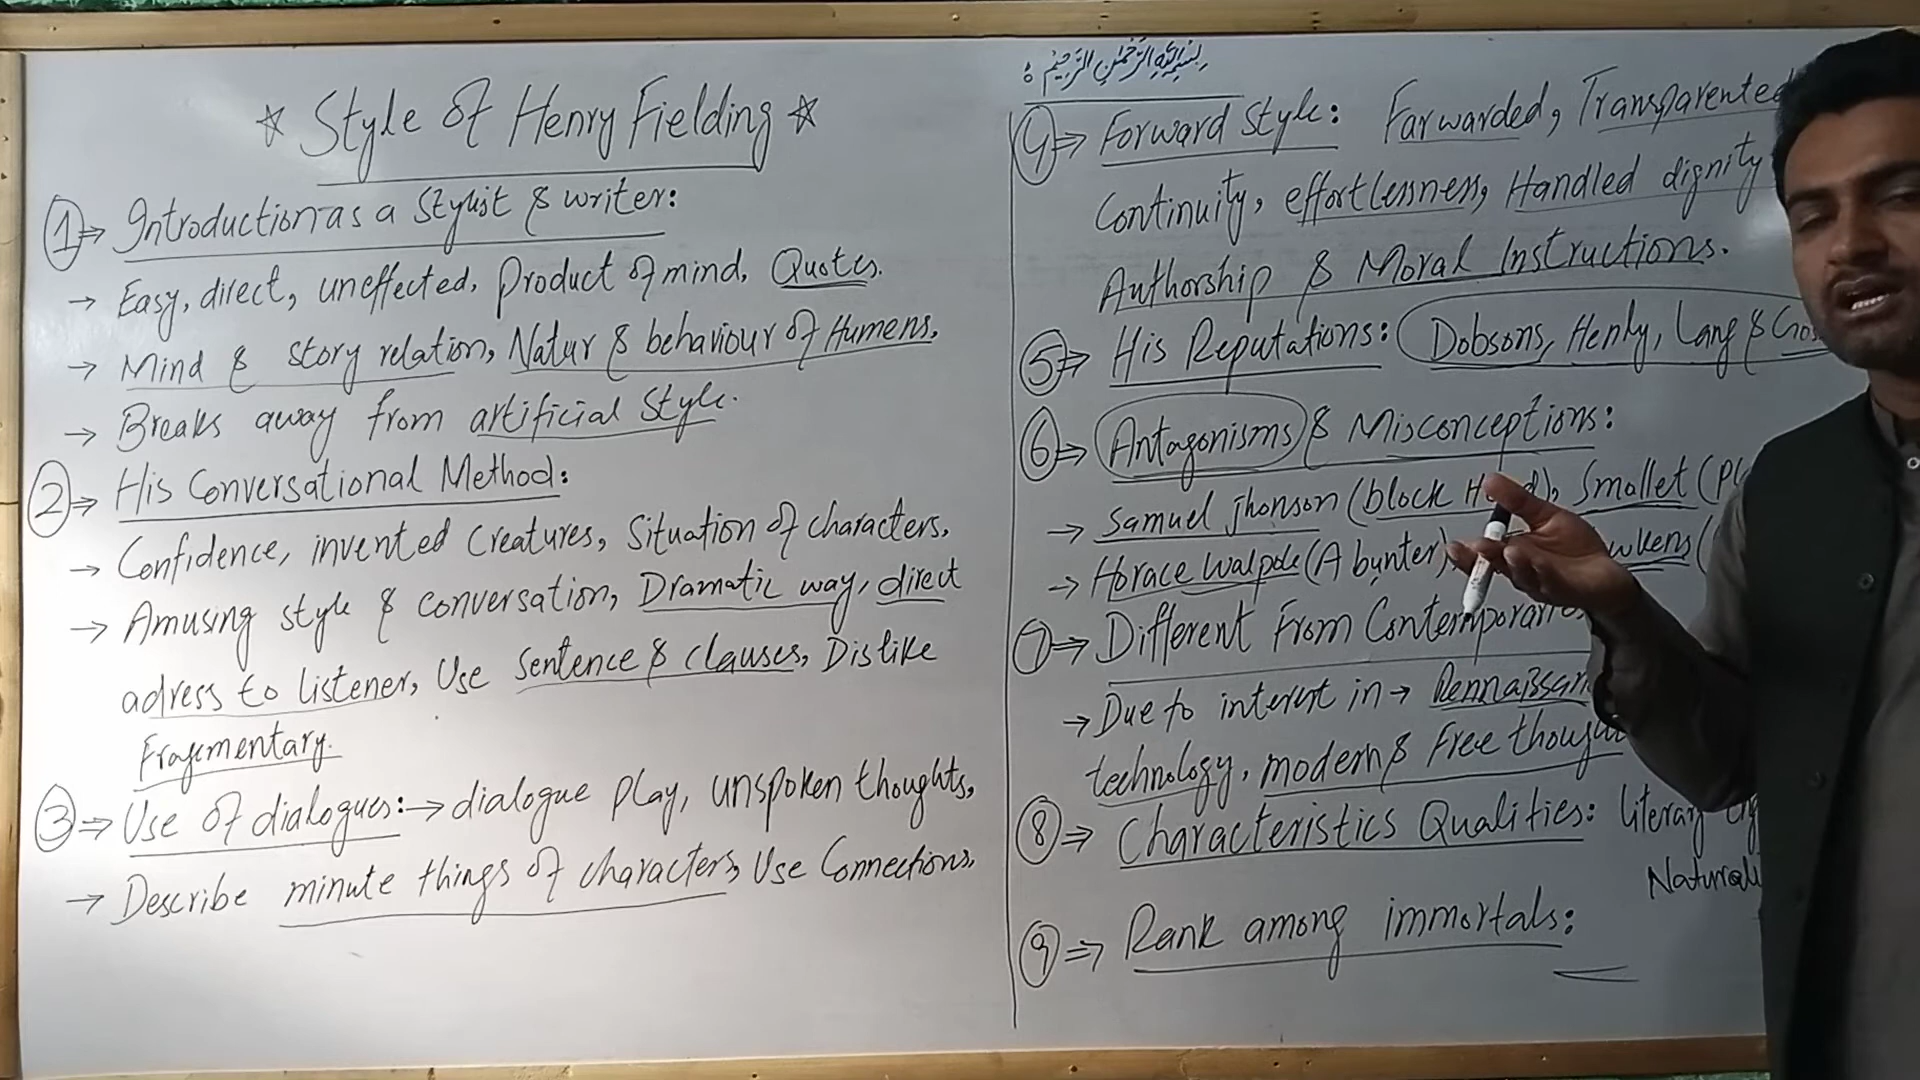 ☆ Style of Henry Fielding ☆
① ⇒ Introduction as a Stylist & writer:
→ Easy, direct, uneffected, product of mind, Quotes.
→ Mind & story relation, Natur & behaviour of Humens.
→ Breaks away from artificial style.
② ⇒ His Conversational Method:
→ Confidence, invented creatures, Situation of characters,
→ Amusing style & conversation, Dramatic way, direct
adress to listener, Use Sentence & clauses, Dislike
Fragmentary.
③ ⇒ Use of dialogues: → dialogue play, unspoken thoughts,
→ Describe minute things of characters, Use Connections.
بسم الله الرحمن الرحيم :
④ ⇒ Forward Style: Farwarded, Transparented
Continuity, effortlessness, Handled dignity
Authorship & Moral Instructions.
⑤ ⇒ His Reputations: Dobsons, Henly, Lang &
⑥ ⇒ Antagonisms & Misconceptions:
→ Samuel jhonson (block), Smollet
→ Horace Walpole (A bunter)
⑦ ⇒ Different From
→ Due to interest in →
technology, modern & Free
⑧ ⇒ Characteristics Qualities: literary
⑨ ⇒ Rank among immortals: